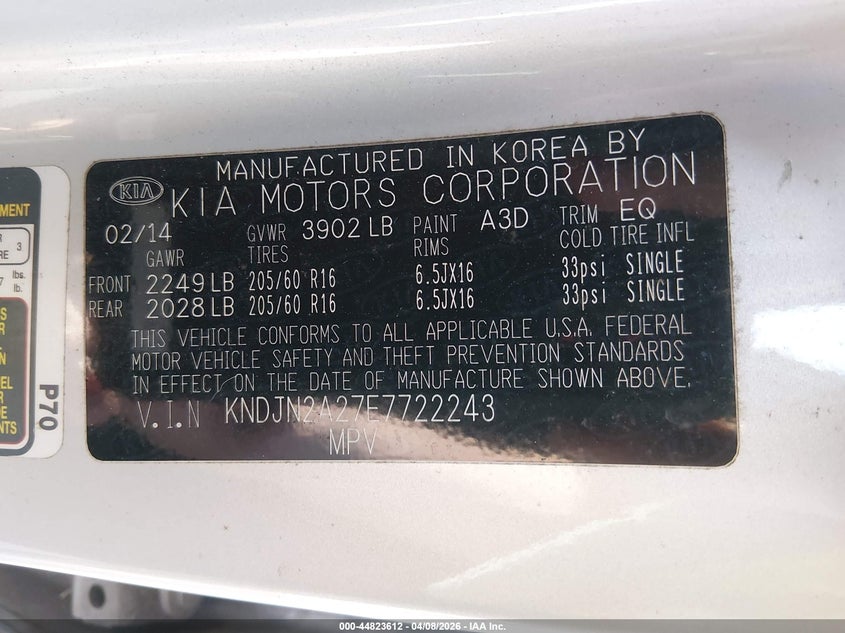 MANUFACTURED IN KOREA BY
KIA KIA MOTORS CORPORATION
02/14 GVWR 3902 LB PAINT A3D TRIM EQ
GAWR TIRES RIMS COLD TIRE INFL
FRONT 2249 LB 205/60 R16 6.5JX16 33psi SINGLE
REAR 2028 LB 205/60 R16 6.5JX16 33psi SINGLE
THIS VEHICLE CONFORMS TO ALL APPLICABLE U.S.A. FEDERAL
MOTOR VEHICLE SAFETY AND THEFT PREVENTION STANDARDS
IN EFFECT ON THE DATE OF MANUFACTURE SHOWN ABOVE.
V.I.N KNDJN2A27E7722243
MPV
3
7 lbs.
lb.
P70
000-44823612 - 04/08/2026 - IAA Inc.